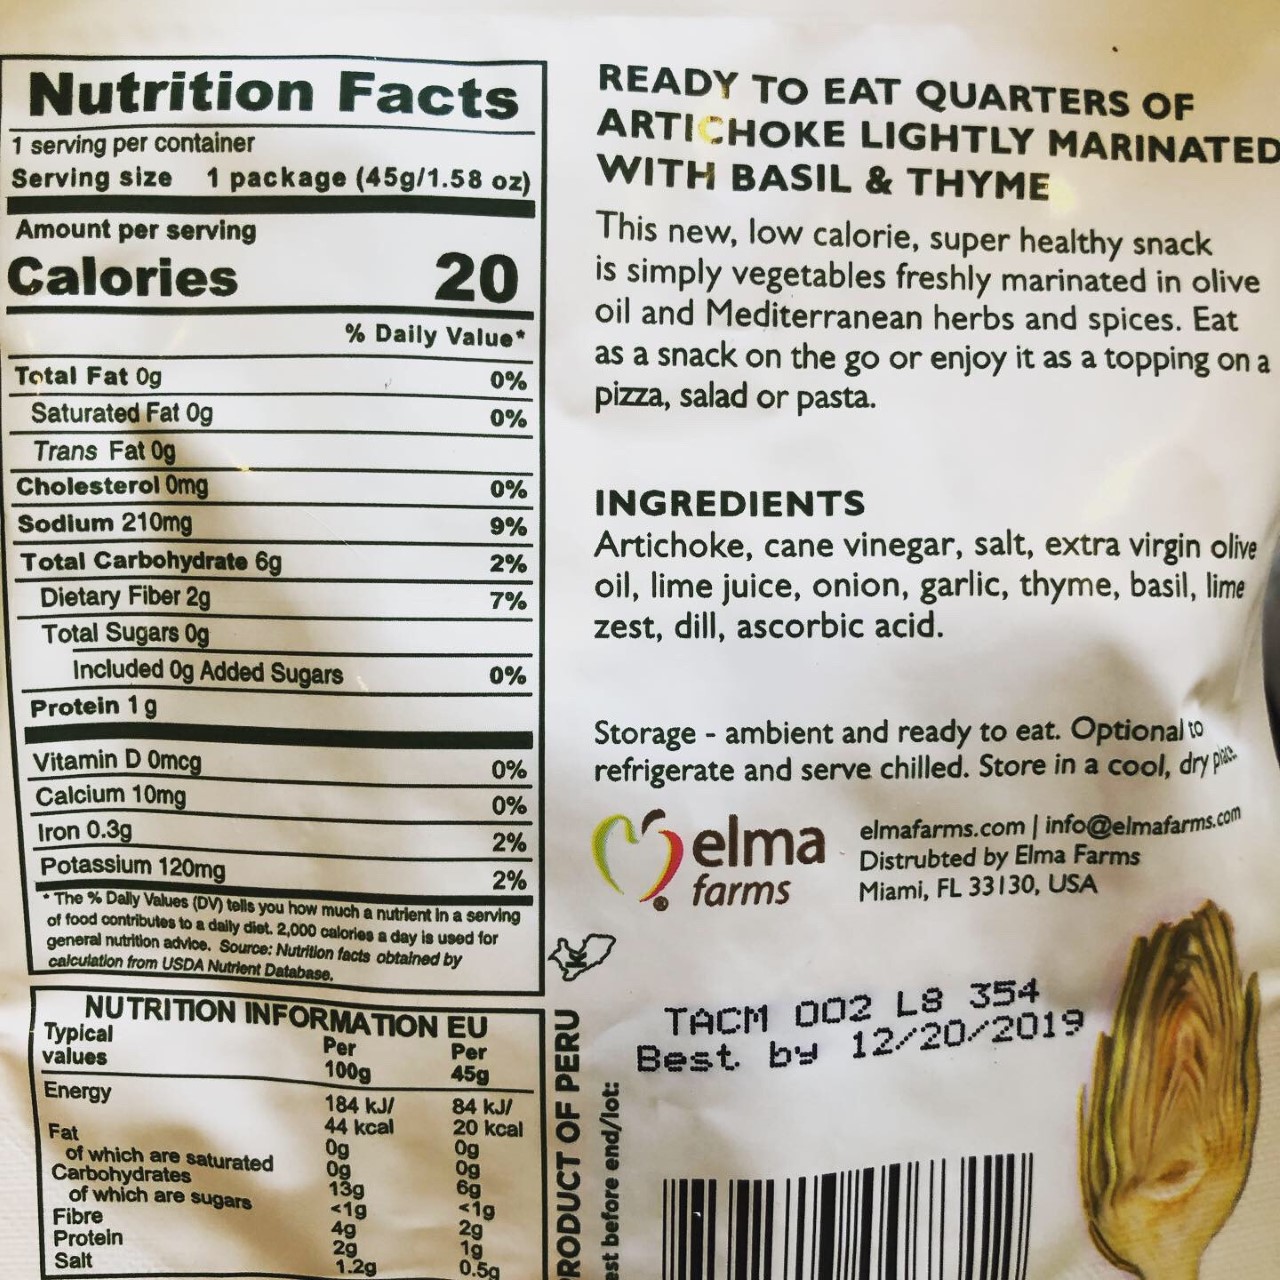 Nutrition Facts
1 serving per container
Serving size 1 package (45g/1.58 oz)
Amount per serving
Calories 20
% Daily Value*
Total Fat 0g 0%
Saturated Fat 0g 0%
Trans Fat 0g
Cholesterol 0mg 0%
Sodium 210mg 9%
Total Carbohydrate 6g 2%
Dietary Fiber 2g 7%
Total Sugars 0g
Included 0g Added Sugars 0%
Protein 1 g
Vitamin D 0mcg 0%
Calcium 10mg 0%
Iron 0.3g 2%
Potassium 120mg 2%
* The % Daily Values (DV) tells you how much a nutrient in a serving
of food contributes to a daily diet. 2,000 calories a day is used for
general nutrition advice. Source: Nutrition facts obtained by
calculation from USDA Nutrient Database.
NUTRITION INFORMATION EU
Typical values Per 100g Per 45g
Energy 184 kJ/ 84 kJ/
44 kcal 20 kcal
Fat 0g 0g
of which are saturated 0g 0g
Carbohydrates 13g 6g
of which are sugars <1g <1g
Fibre 4g 2g
Protein 2g 1g
Salt 1.2g 0.5g
READY TO EAT QUARTERS OF
ARTICHOKE LIGHTLY MARINATED
WITH BASIL & THYME
This new, low calorie, super healthy snack
is simply vegetables freshly marinated in olive
oil and Mediterranean herbs and spices. Eat
as a snack on the go or enjoy it as a topping on a
pizza, salad or pasta.
INGREDIENTS
Artichoke, cane vinegar, salt, extra virgin olive
oil, lime juice, onion, garlic, thyme, basil, lime
zest, dill, ascorbic acid.
Storage - ambient and ready to eat. Optional to
refrigerate and serve chilled. Store in a cool, dry place.
elma
farms
®
elmafarms.com | info@elmafarms.com
Distrubted by Elma Farms
Miami, FL 33130, USA
K
TACM 002 L8 354
Best by 12/20/2019
PRODUCT OF PERU
est before end/lot: